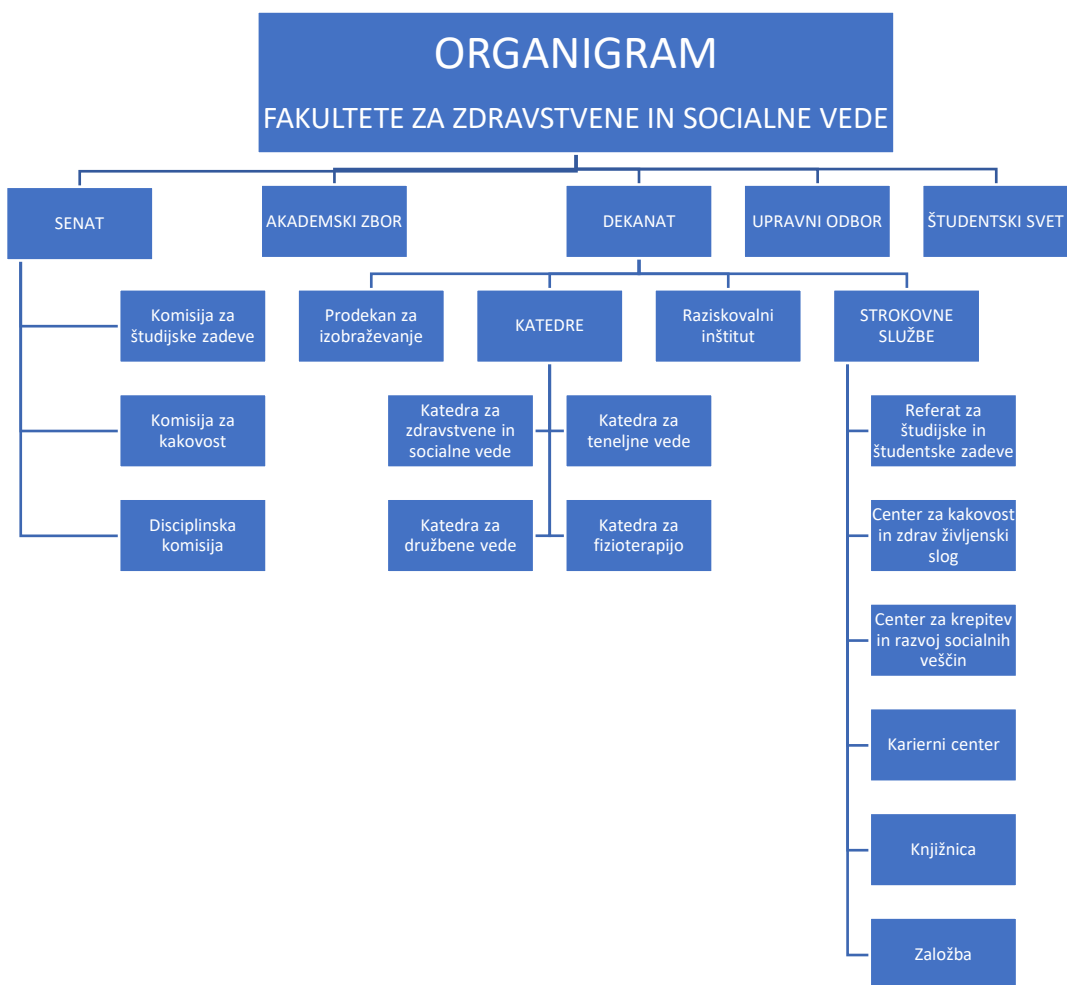 ORGANIGRAM
FAKULTETE ZA ZDRAVSTVENE IN SOCIALNE VEDE
SENAT
AKADEMSKI ZBOR
DEKANAT
UPRAVNI ODBOR
ŠTUDENTSKI SVET
Komisija za
študijske zadeve
Komisija za
kakovost
Disciplinska
komisija
Prodekan za
izobraževanje
KATEDRE
Raziskovalni
inštitut
STROKOVNE
SLUŽBE
Katedra za
zdravstvene in
socialne vede
Katedra za
teneljne vede
Katedra za
družbene vede
Katedra za
fizioterapijo
Referat za
študijske in
študentske zadeve
Center za kakovost
in zdrav življenski
slog
Center za krepitev
in razvoj socialnih
veščin
Karierni center
Knjižnica
Založba